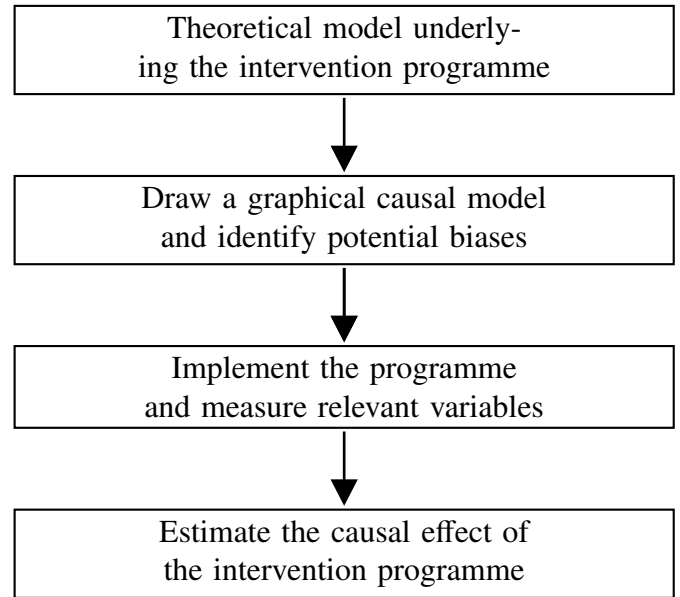 Theoretical model underly-
ing the intervention programme
Draw a graphical causal model
and identify potential biases
Implement the programme
and measure relevant variables
Estimate the causal effect of
the intervention programme